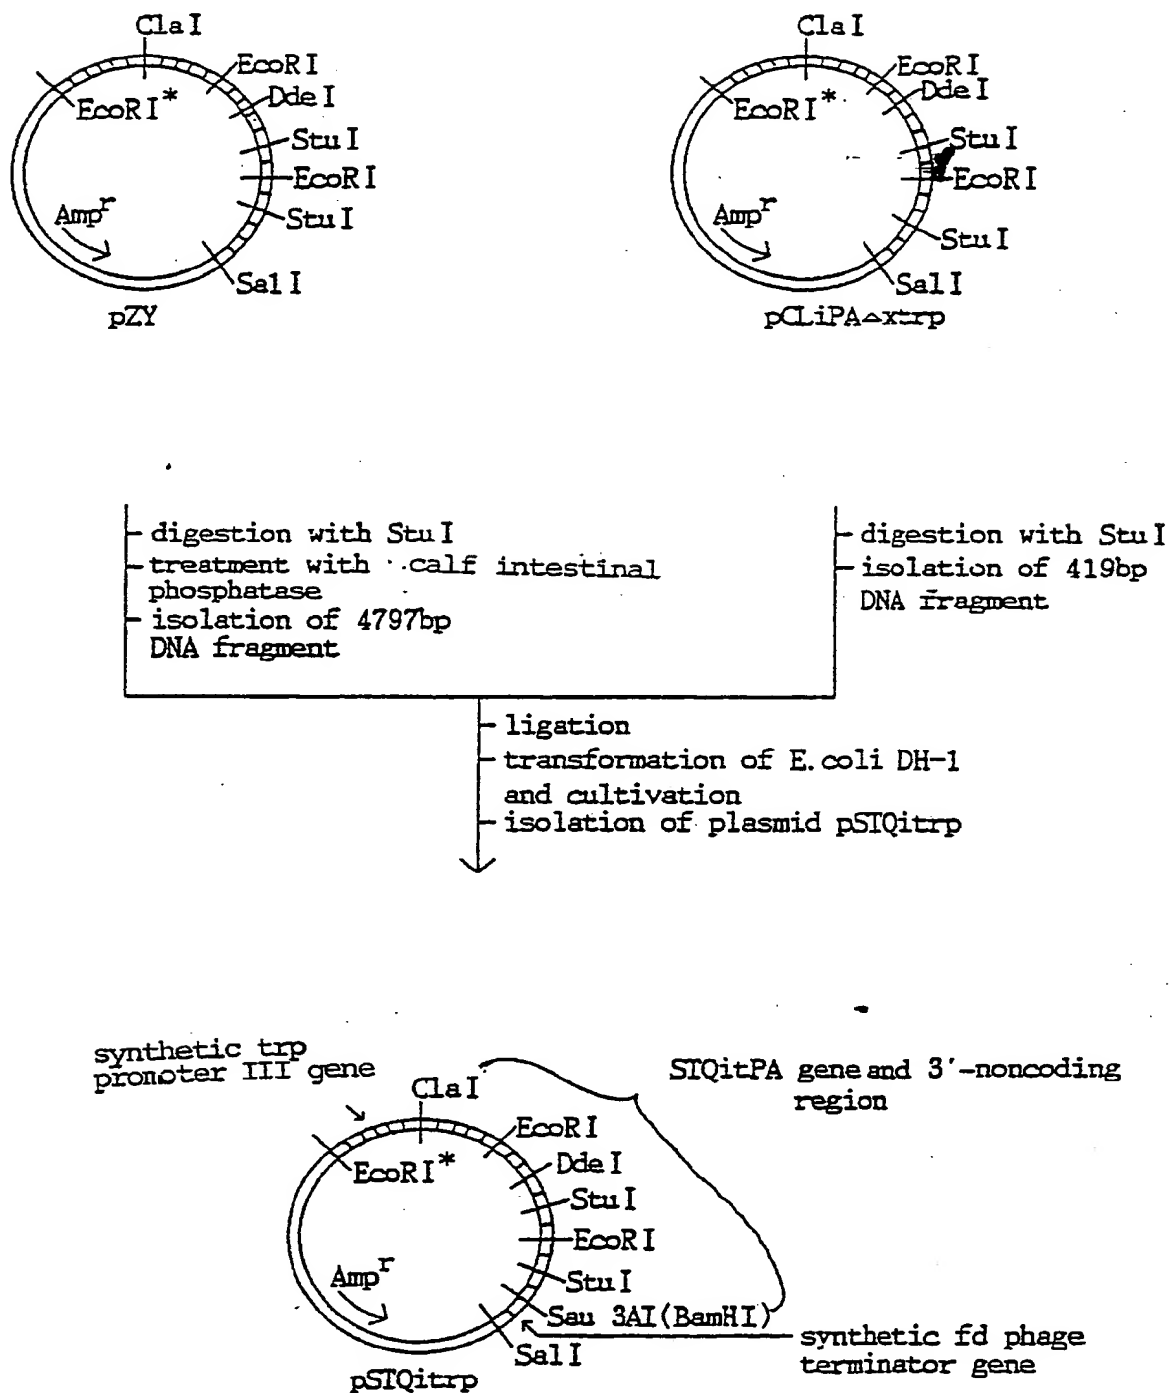 ClaI
EcoRI
EcoRI*
DdeI
StuI
EcoRI
StuI
Amp^r
SalI
pZY
ClaI
EcoRI
EcoRI*
DdeI
StuI
EcoRI
Amp^r
StuI
SalI
pCLiPA△xtrp
digestion with StuI
treatment with calf intestinal
phosphatase
isolation of 4797bp
DNA fragment
digestion with StuI
isolation of 419bp
DNA fragment
ligation
transformation of E.coli DH-1
and cultivation
isolation of plasmid pSTQitrp
synthetic trp
promoter III gene
STQitPA gene and 3'-noncoding
region
ClaI
EcoRI
EcoRI*
DdeI
StuI
EcoRI
StuI
Amp^r
Sau 3AI(BamHI)
SalI
synthetic fd phage
terminator gene
pSTQitrp